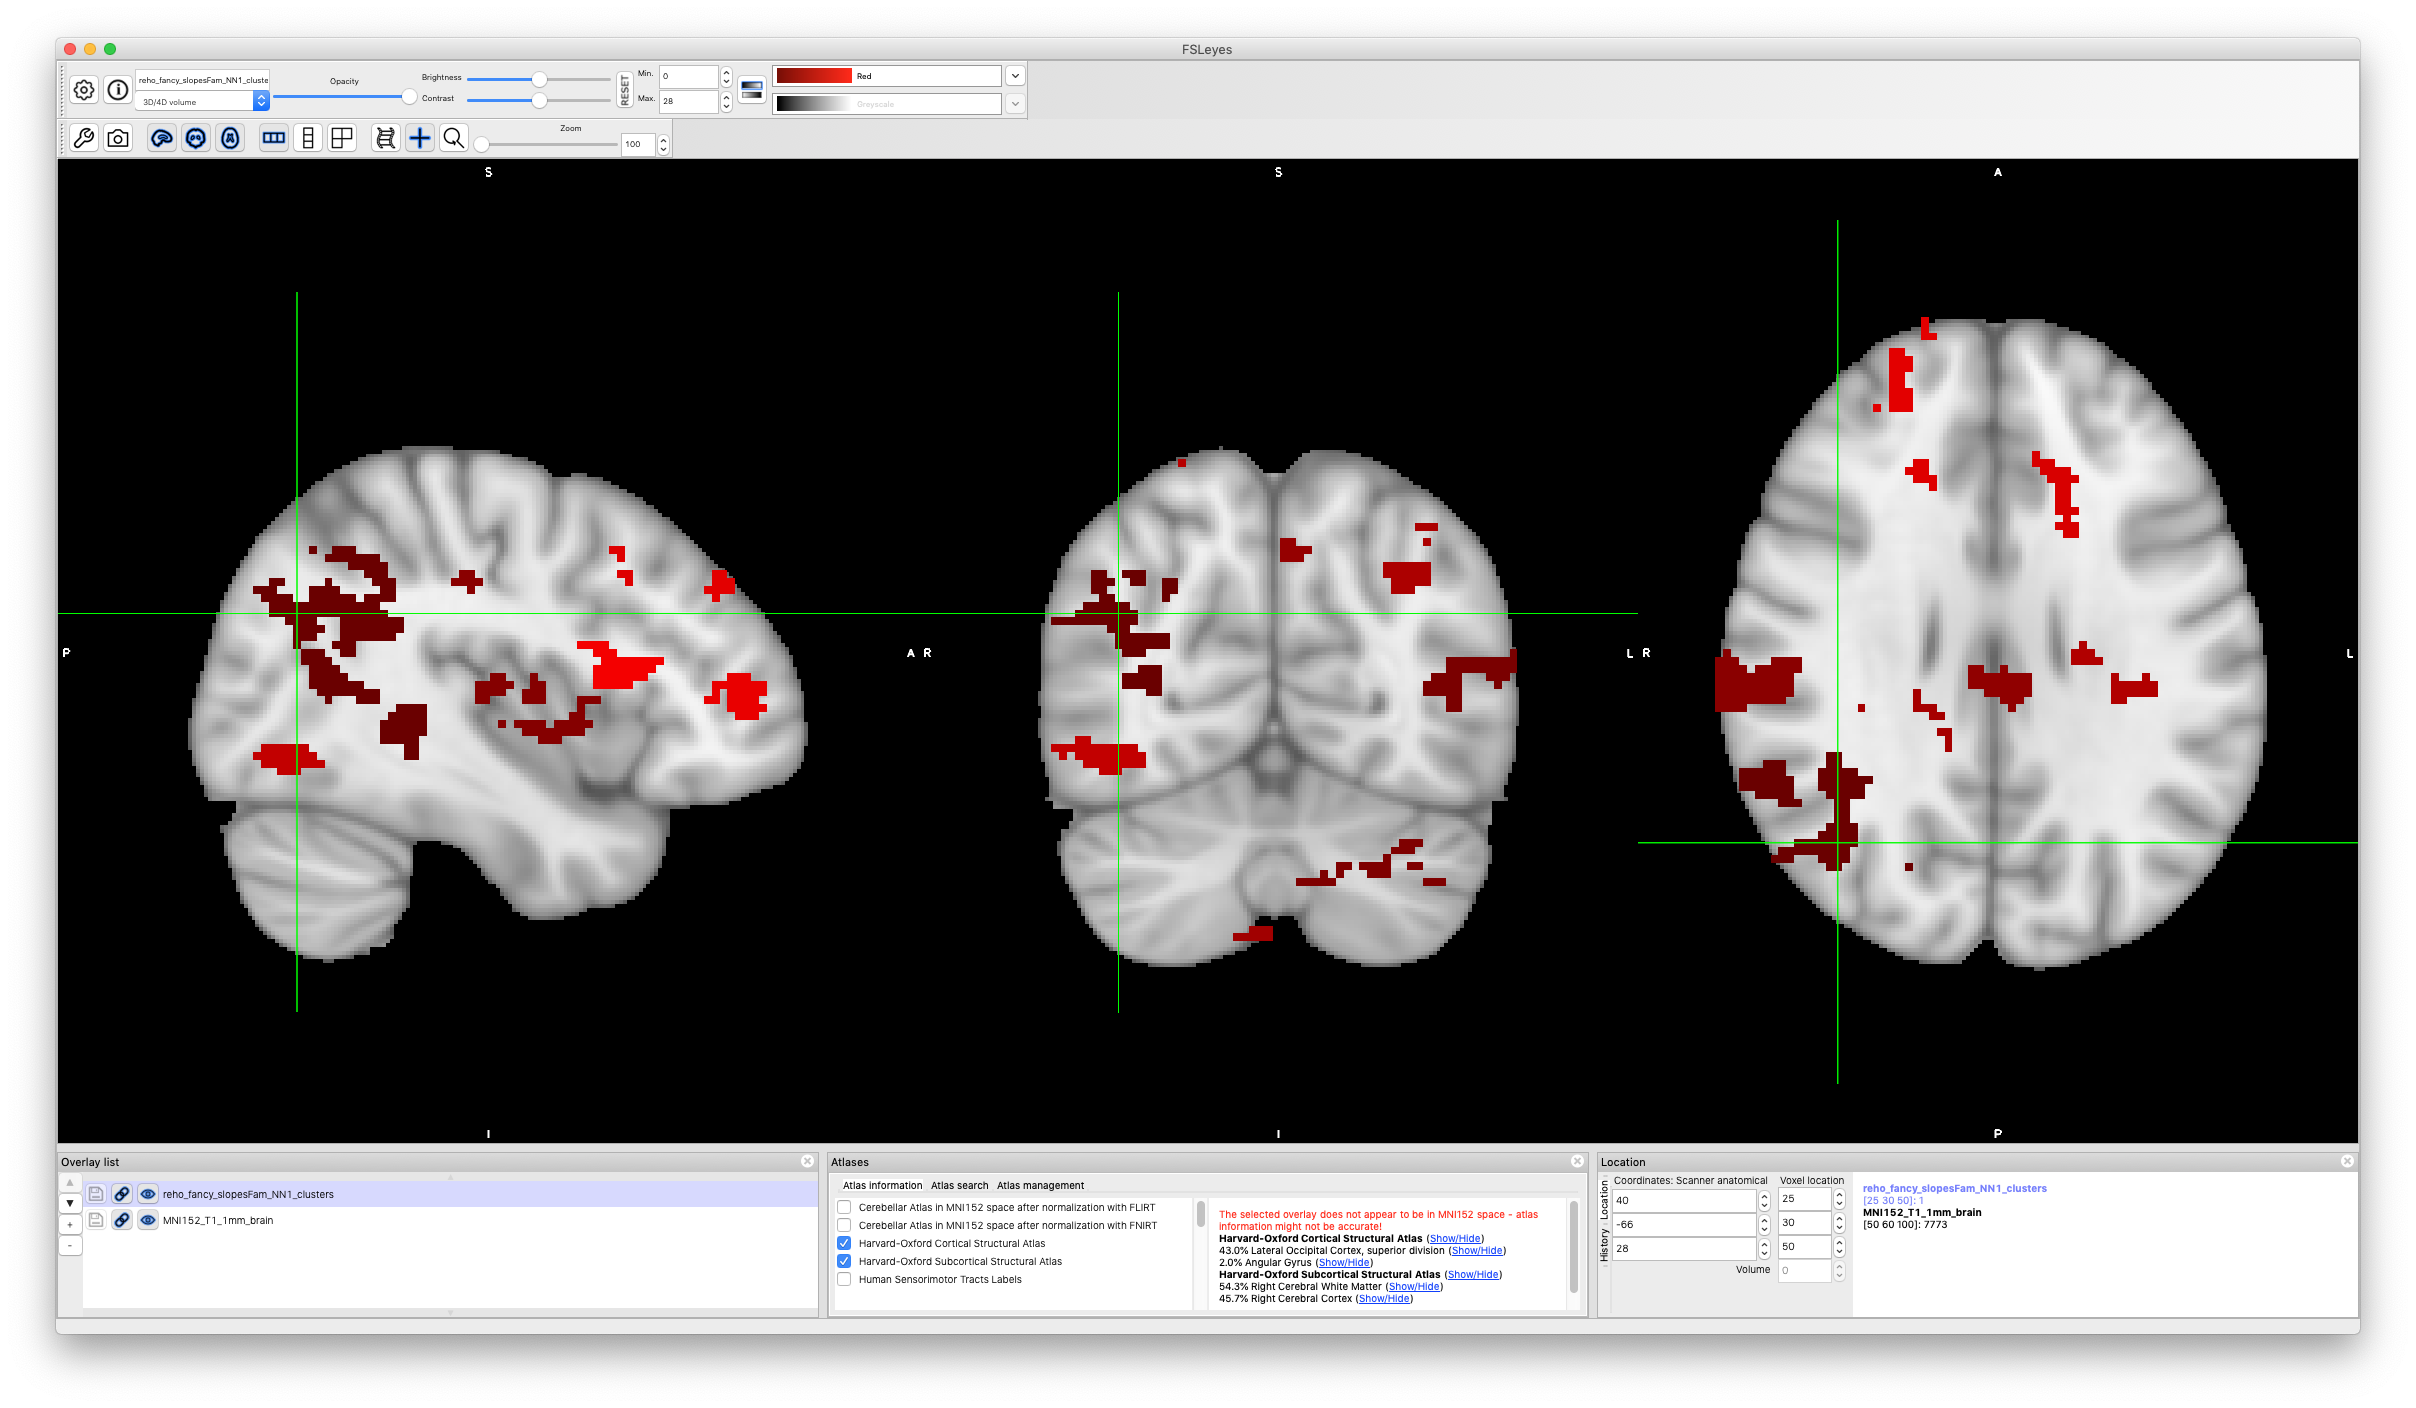 FSLeyes
reho_fancy_slopesFam_NN1_cluste
3D/4D volume
Opacity
Brightness
Contrast
RESET
Min.
0
Max.
28
Red
Greyscale
Zoom
100
S
S
A
P
A
R
L
R
L
I
I
P
Overlay list
reho_fancy_slopesFam_NN1_clusters
MNI152_T1_1mm_brain
+
-
Atlases
Atlas information Atlas search Atlas management
Cerebellar Atlas in MNI152 space after normalization with FLIRT
Cerebellar Atlas in MNI152 space after normalization with FNIRT
Harvard-Oxford Cortical Structural Atlas
Harvard-Oxford Subcortical Structural Atlas
Human Sensorimotor Tracts Labels
The selected overlay does not appear to be in MNI152 space - atlas
information might not be accurate!
Harvard-Oxford Cortical Structural Atlas (Show/Hide)
43.0% Lateral Occipital Cortex, superior division (Show/Hide)
2.0% Angular Gyrus (Show/Hide)
Harvard-Oxford Subcortical Structural Atlas (Show/Hide)
54.3% Right Cerebral White Matter (Show/Hide)
45.7% Right Cerebral Cortex (Show/Hide)
Location
Location
History
Coordinates: Scanner anatomical
Voxel location
40
25
-66
30
28
50
Volume
0
reho_fancy_slopesFam_NN1_clusters
[25 30 50]: 1
MNI152_T1_1mm_brain
[50 60 100]: 7773